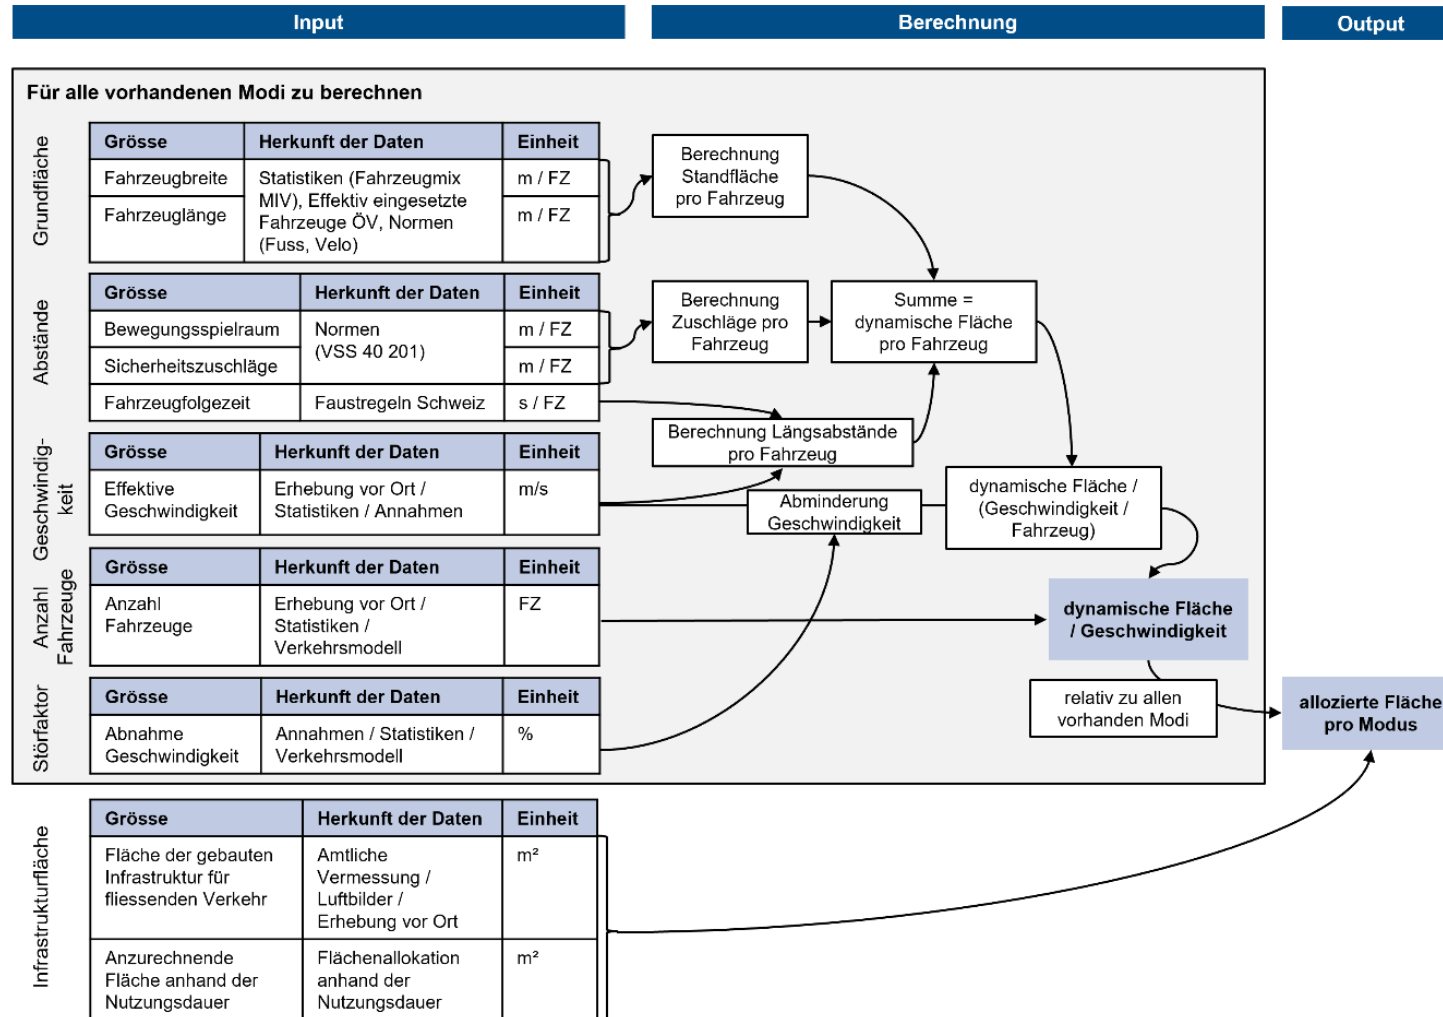 Input
Berechnung
Output
Für alle vorhandenen Modi zu berechnen
Grundfläche
Grösse
Herkunft der Daten
Einheit
Fahrzeugbreite
Statistiken (Fahrzeugmix
MIV), Effektiv eingesetzte
Fahrzeuge ÖV, Normen
(Fuss, Velo)
m / FZ
Fahrzeuglänge
m / FZ
Berechnung
Standfläche
pro Fahrzeug
Abstände
Grösse
Herkunft der Daten
Einheit
Bewegungsspielraum
Normen
(VSS 40 201)
m / FZ
Sicherheitszuschläge
m / FZ
Fahrzeugfolgezeit
Faustregeln Schweiz
s / FZ
Berechnung
Zuschläge pro
Fahrzeug
Summe =
dynamische Fläche
pro Fahrzeug
Berechnung Längsabstände
pro Fahrzeug
Geschwindig-
keit
Grösse
Herkunft der Daten
Einheit
Effektive
Geschwindigkeit
Erhebung vor Ort /
Statistiken / Annahmen
m/s
Abminderung
Geschwindigkeit
dynamische Fläche /
(Geschwindigkeit /
Fahrzeug)
Anzahl
Fahrzeuge
Grösse
Herkunft der Daten
Einheit
Anzahl
Fahrzeuge
Erhebung vor Ort /
Statistiken /
Verkehrsmodell
FZ
dynamische Fläche
/ Geschwindigkeit
Störfaktor
Grösse
Herkunft der Daten
Einheit
Abnahme
Geschwindigkeit
Annahmen / Statistiken /
Verkehrsmodell
%
relativ zu allen
vorhanden Modi
allozierte Fläche
pro Modus
Infrastrukturfläche
Grösse
Herkunft der Daten
Einheit
Fläche der gebauten
Infrastruktur für
fliessenden Verkehr
Amtliche
Vermessung /
Luftbilder /
Erhebung vor Ort
m²
Anzurechnende
Fläche anhand der
Nutzungsdauer
Flächenallokation
anhand der
Nutzungsdauer
m²